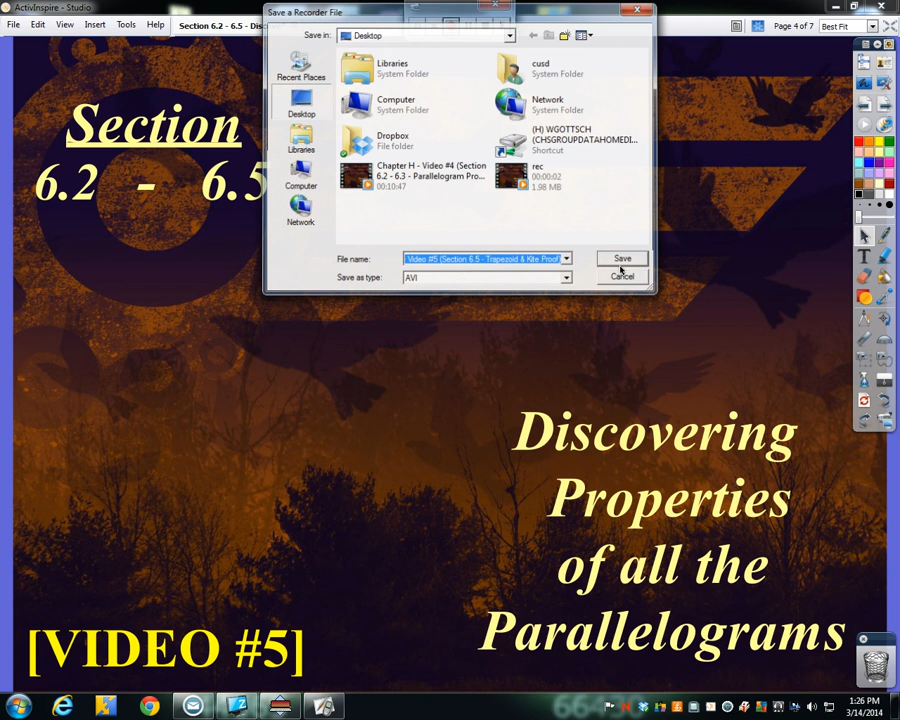 ActivInspire - Studio
File Edit View Insert Tools Help
Section 6.2 - 6.5 - Dis
Page 4 of 7
Best Fit
Save a Recorder File
Save in:
Desktop
Recent Places
Desktop
Libraries
Computer
Network
Libraries
System Folder
cusd
System Folder
Computer
System Folder
Network
System Folder
Dropbox
File folder
(H) WGOTTSCH
(CHSGROUPDATAHOMEDI...
Shortcut
Chapter H - Video #4 (Section
6.2 - 6.3 - Parallelogram Pro...
00:10:47
rec
00:00:02
1.98 MB
File name:
Video #5 (Section 6.5 - Trapezoid & Kite Proof)
Save
Save as type:
AVI
Cancel
Section
6.2 - 6.5
Discovering
Properties
of all the
Parallelograms
[VIDEO #5]
1:26 PM
3/14/2014